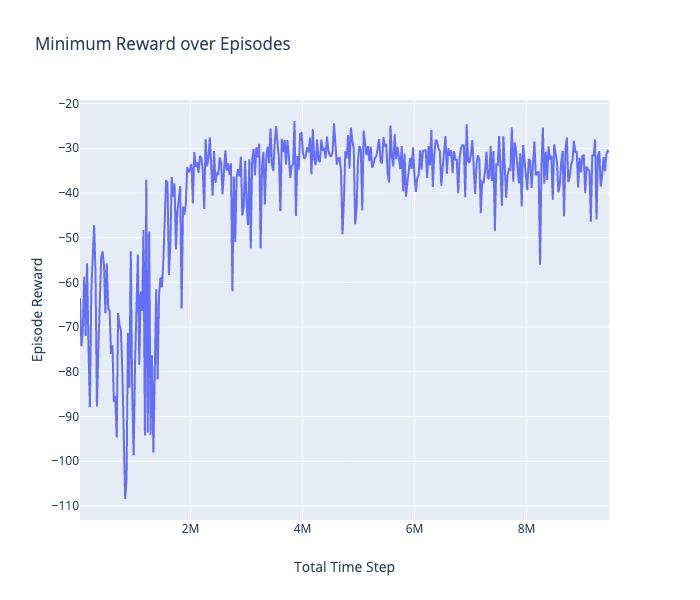 Minimum Reward over Episodes
−20
−30
−40
−50
−60
−70
−80
−90
−100
−110
Episode Reward
2M
4M
6M
8M
Total Time Step